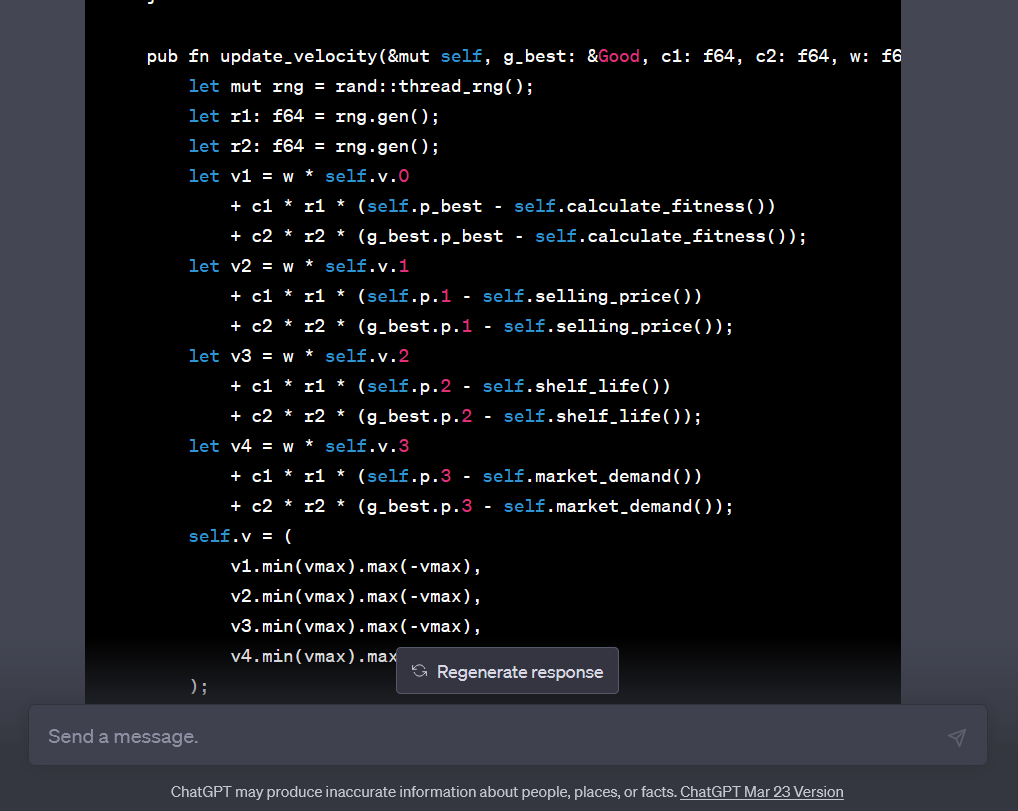 pub fn update_velocity(&mut self, g_best: &Good, c1: f64, c2: f64, w: f6
let mut rng = rand::thread_rng();
let r1: f64 = rng.gen();
let r2: f64 = rng.gen();
let v1 = w * self.v.0
+ c1 * r1 * (self.p_best - self.calculate_fitness())
+ c2 * r2 * (g_best.p_best - self.calculate_fitness());
let v2 = w * self.v.1
+ c1 * r1 * (self.p.1 - self.selling_price())
+ c2 * r2 * (g_best.p.1 - self.selling_price());
let v3 = w * self.v.2
+ c1 * r1 * (self.p.2 - self.shelf_life())
+ c2 * r2 * (g_best.p.2 - self.shelf_life());
let v4 = w * self.v.3
+ c1 * r1 * (self.p.3 - self.market_demand())
+ c2 * r2 * (g_best.p.3 - self.market_demand());
self.v = (
v1.min(vmax).max(-vmax),
v2.min(vmax).max(-vmax),
v3.min(vmax).max(-vmax),
v4.min(vmax).max
);
Regenerate response
Send a message.
ChatGPT may produce inaccurate information about people, places, or facts. ChatGPT Mar 23 Version